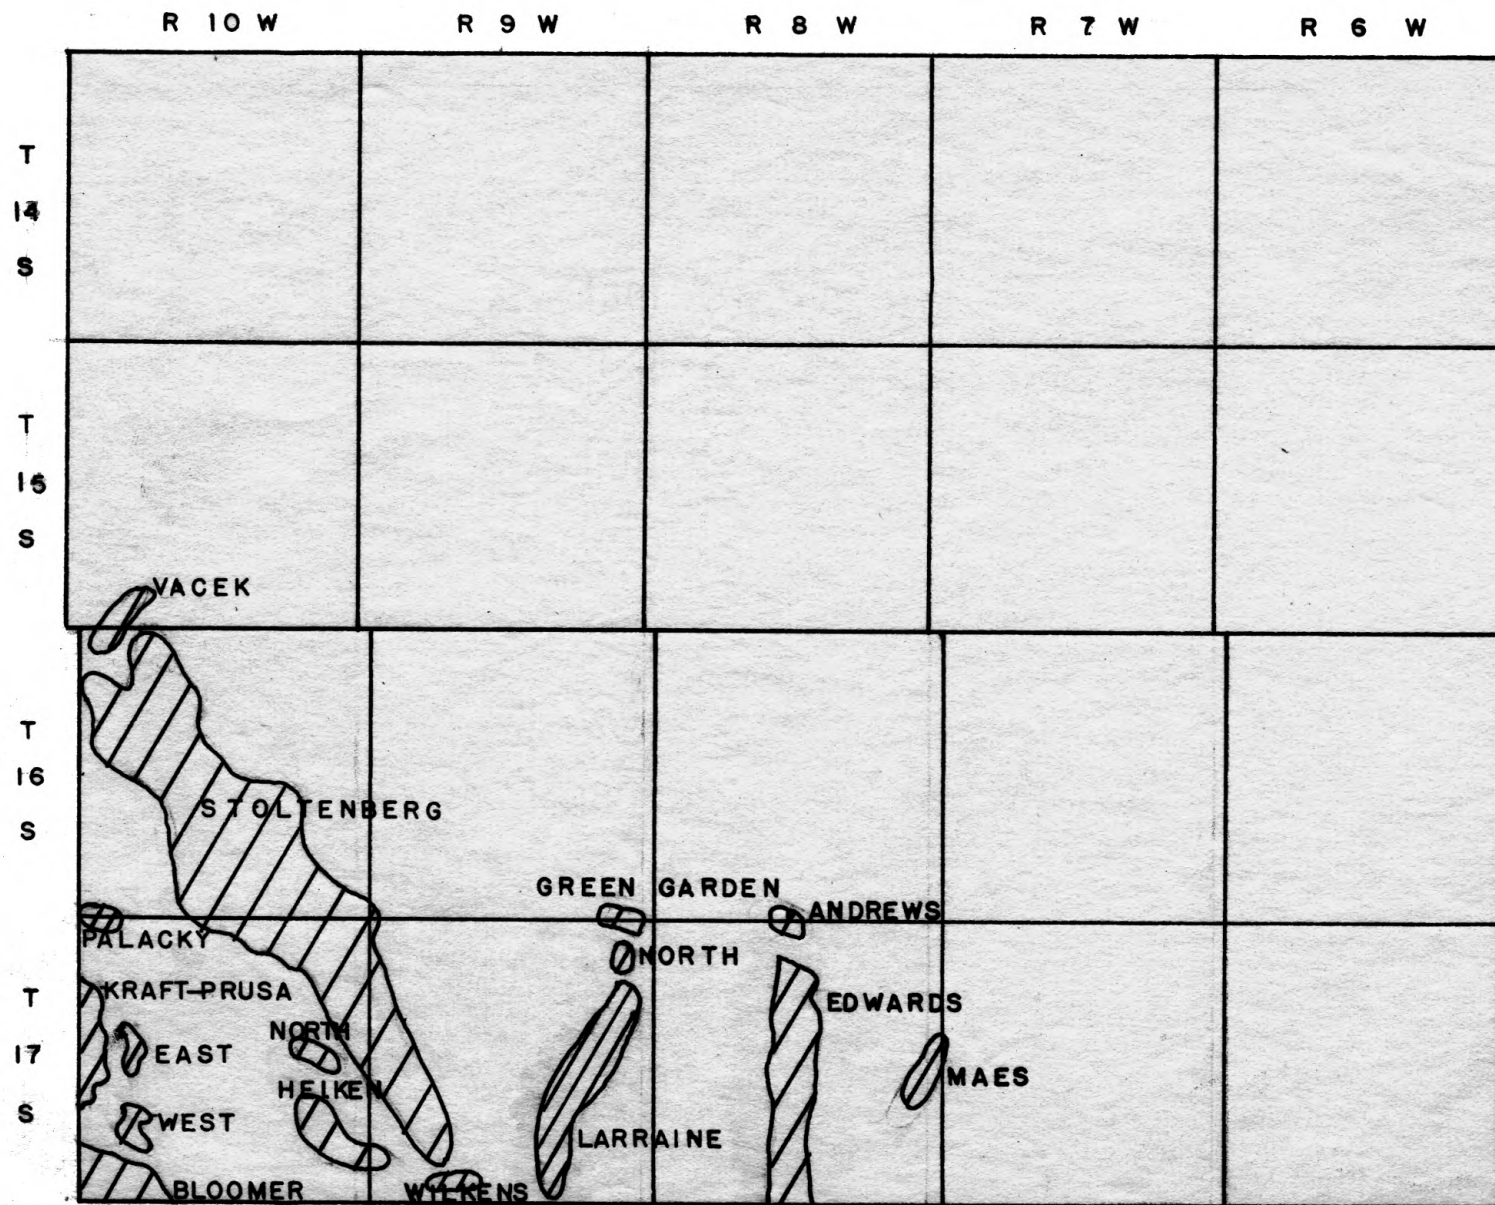 R 10 W R 9 W R 8 W R 7 W R 6 W
T
14
S
T
15
S
VACEK
T
16
S
STOLTENBERG
GREEN GARDEN
ANDREWS
PALACKY
NORTH
KRAFT-PRUSA
EDWARDS
T
17
S
NORTH
EAST
MAES
HEIKEN
WEST
LARRAINE
BLOOMER
WILKENS